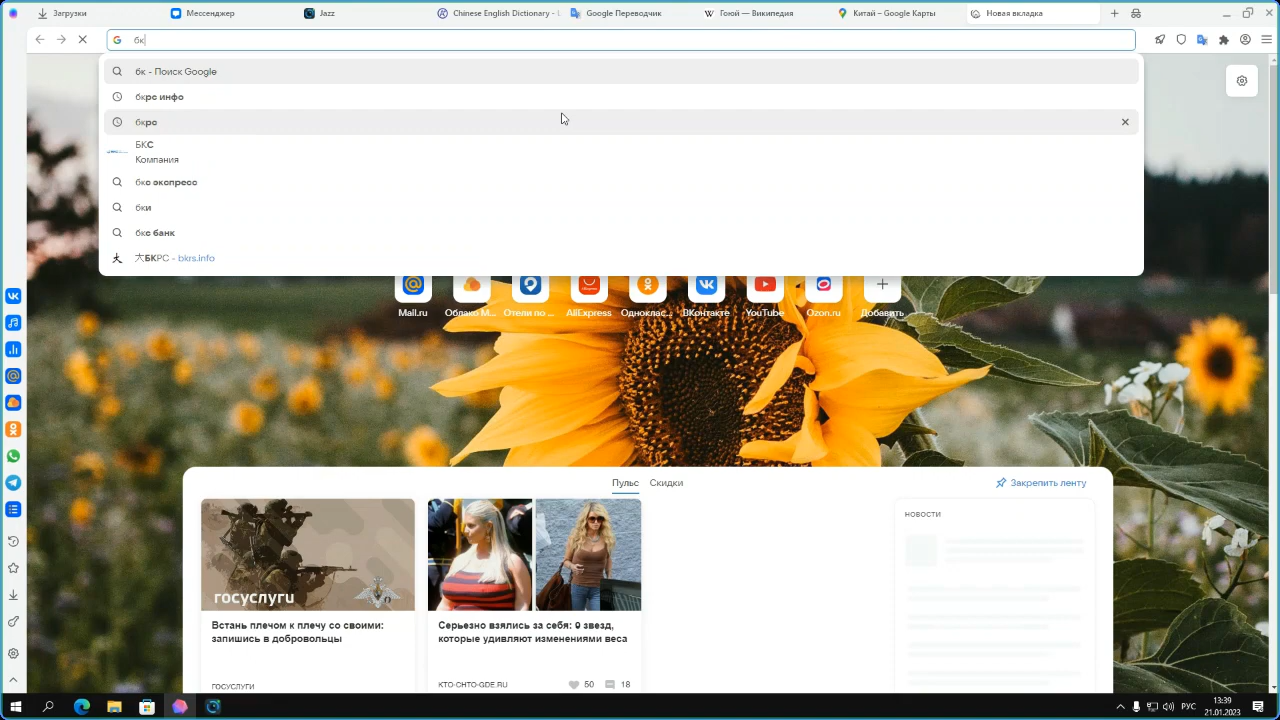 Загрузки
Мессенджер
Jazz
Chinese English Dictionary - L
Google Переводчик
Гоюй — Википедия
Китай – Google Карты
Новая вкладка
бк
бк - Поиск Google
бкрс инфо
бкрс
БКС
Компания
бкс экспресс
бки
бкс банк
大БКРС - bkrs.info
Mail.ru
Облако M...
Отели по ...
AliExpress
Одноклас...
ВКонтакте
YouTube
Ozon.ru
Добавить
Пульс
Скидки
Закрепить ленту
госуслуги
НОВОСТИ
Встань плечом к плечу со своими:
запишись в добровольцы
ГОСУСЛУГИ
Серьезно взялись за себя: 9 звезд,
которые удивляют изменениями веса
KTO-CHTO-GDE.RU
50
18
РУС
13:39
21.01.2023